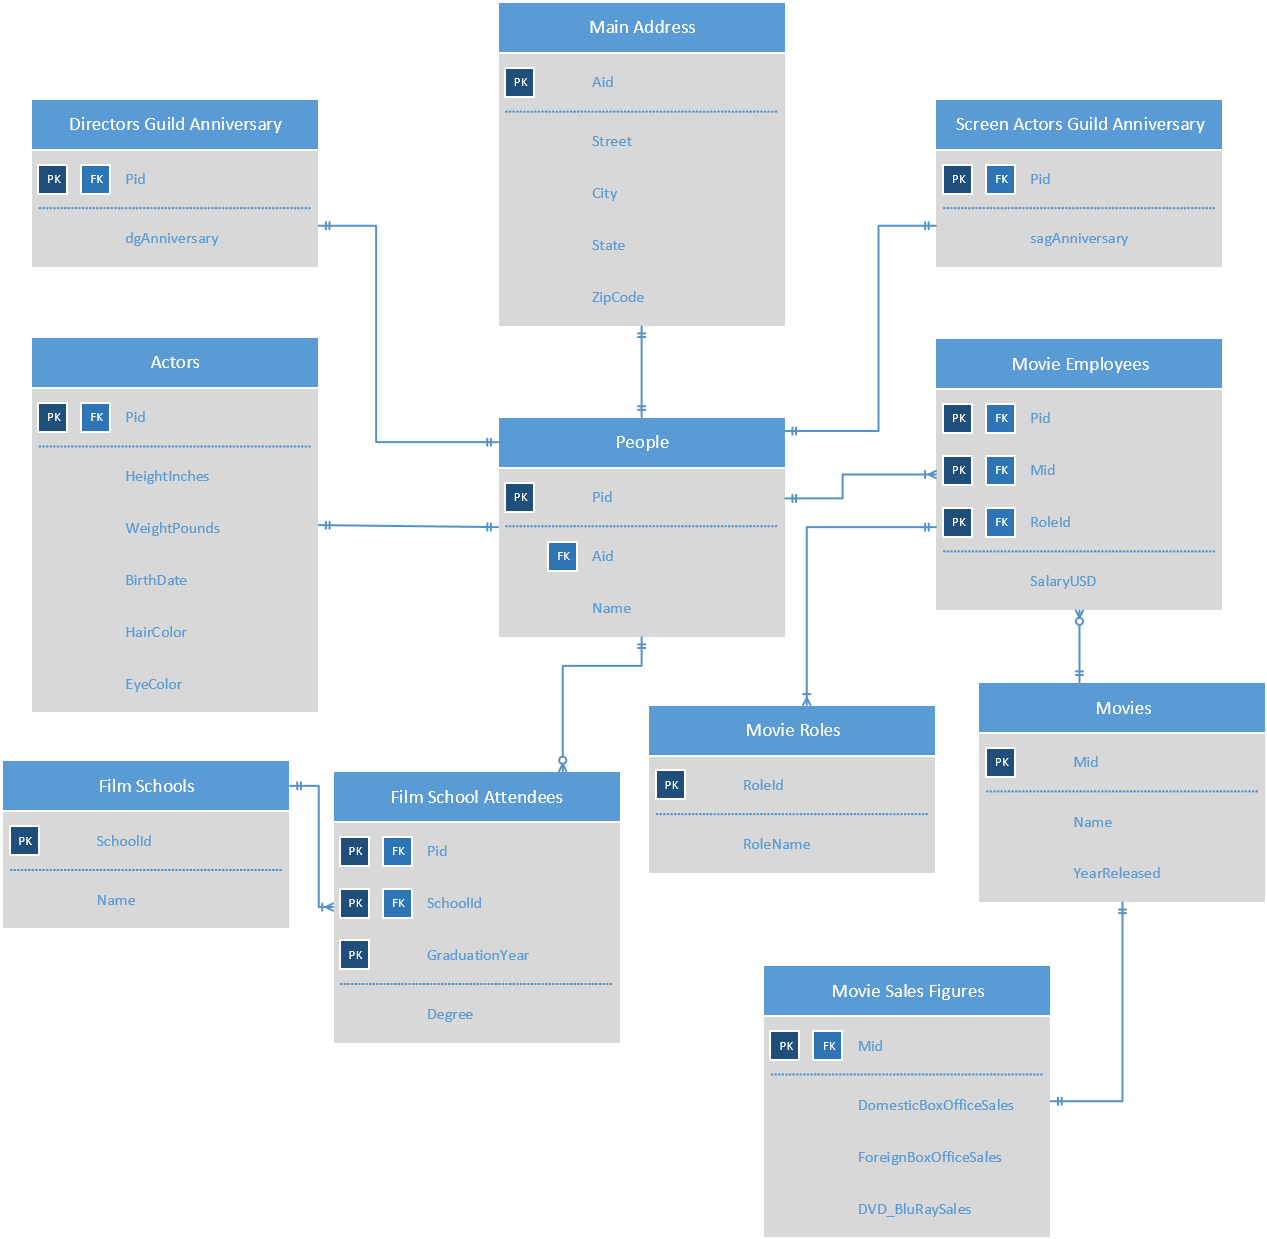 Main Address
PK Aid
Street
City
State
ZipCode
Directors Guild Anniversary
PK FK Pid
dgAnniversary
Screen Actors Guild Anniversary
PK FK Pid
sagAnniversary
Actors
PK FK Pid
HeightInches
WeightPounds
BirthDate
HairColor
EyeColor
People
PK Pid
FK Aid
Name
Movie Employees
PK FK Pid
PK FK Mid
PK FK RoleId
SalaryUSD
Film Schools
PK SchoolId
Name
Film School Attendees
PK FK Pid
PK FK SchoolId
PK GraduationYear
Degree
Movie Roles
PK RoleId
RoleName
Movies
PK Mid
Name
YearReleased
Movie Sales Figures
PK FK Mid
DomesticBoxOfficeSales
ForeignBoxOfficeSales
DVD_BluRaySales